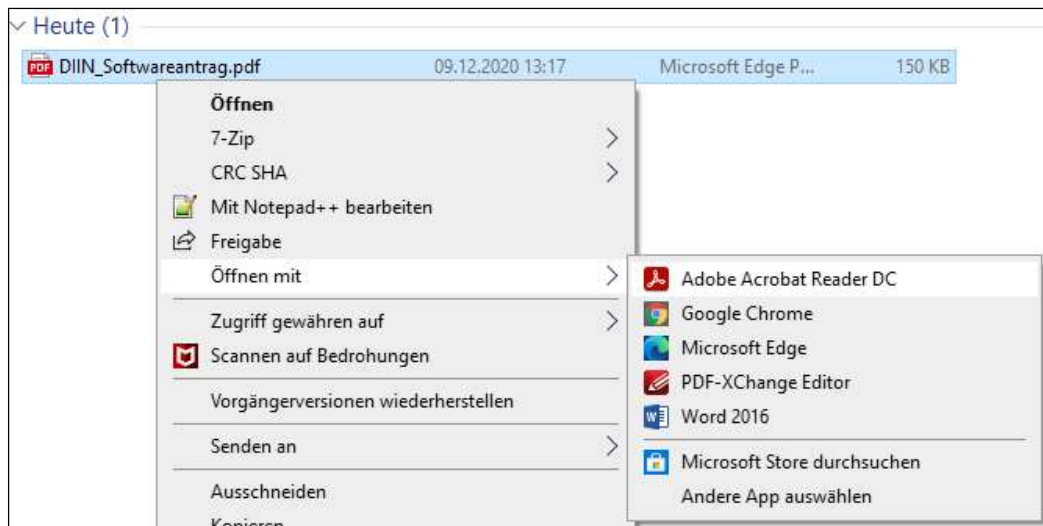 Heute (1)
PDF DIIN_Softwareantrag.pdf 09.12.2020 13:17 Microsoft Edge P... 150 KB
Öffnen
7-Zip
CRC SHA
Mit Notepad++ bearbeiten
Freigabe
Öffnen mit
Zugriff gewähren auf
Scannen auf Bedrohungen
Vorgängerversionen wiederherstellen
Senden an
Ausschneiden
Kopieren
Adobe Acrobat Reader DC
Google Chrome
Microsoft Edge
PDF-XChange Editor
Word 2016
Microsoft Store durchsuchen
Andere App auswählen